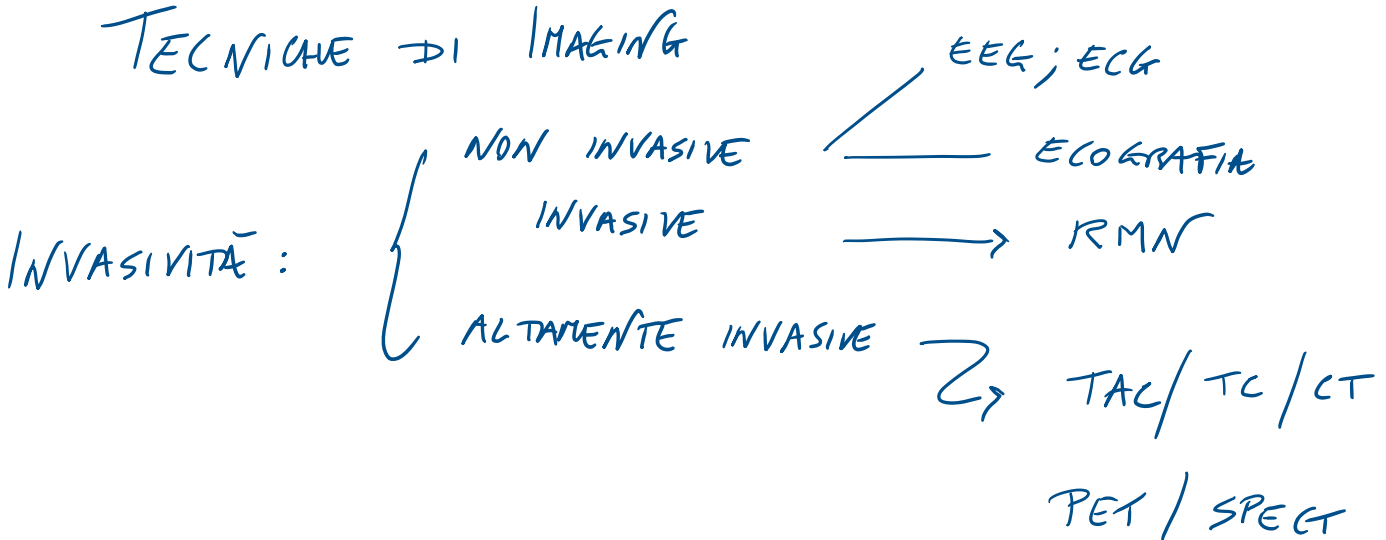 TECNICHE DI IMAGING
EEG ; ECG
NON INVASIVE
ECOGRAFIA
INVASIVE
RMN
INVASIVITÀ :
ALTAMENTE INVASIVE
TAC / TC / CT
PET / SPECT